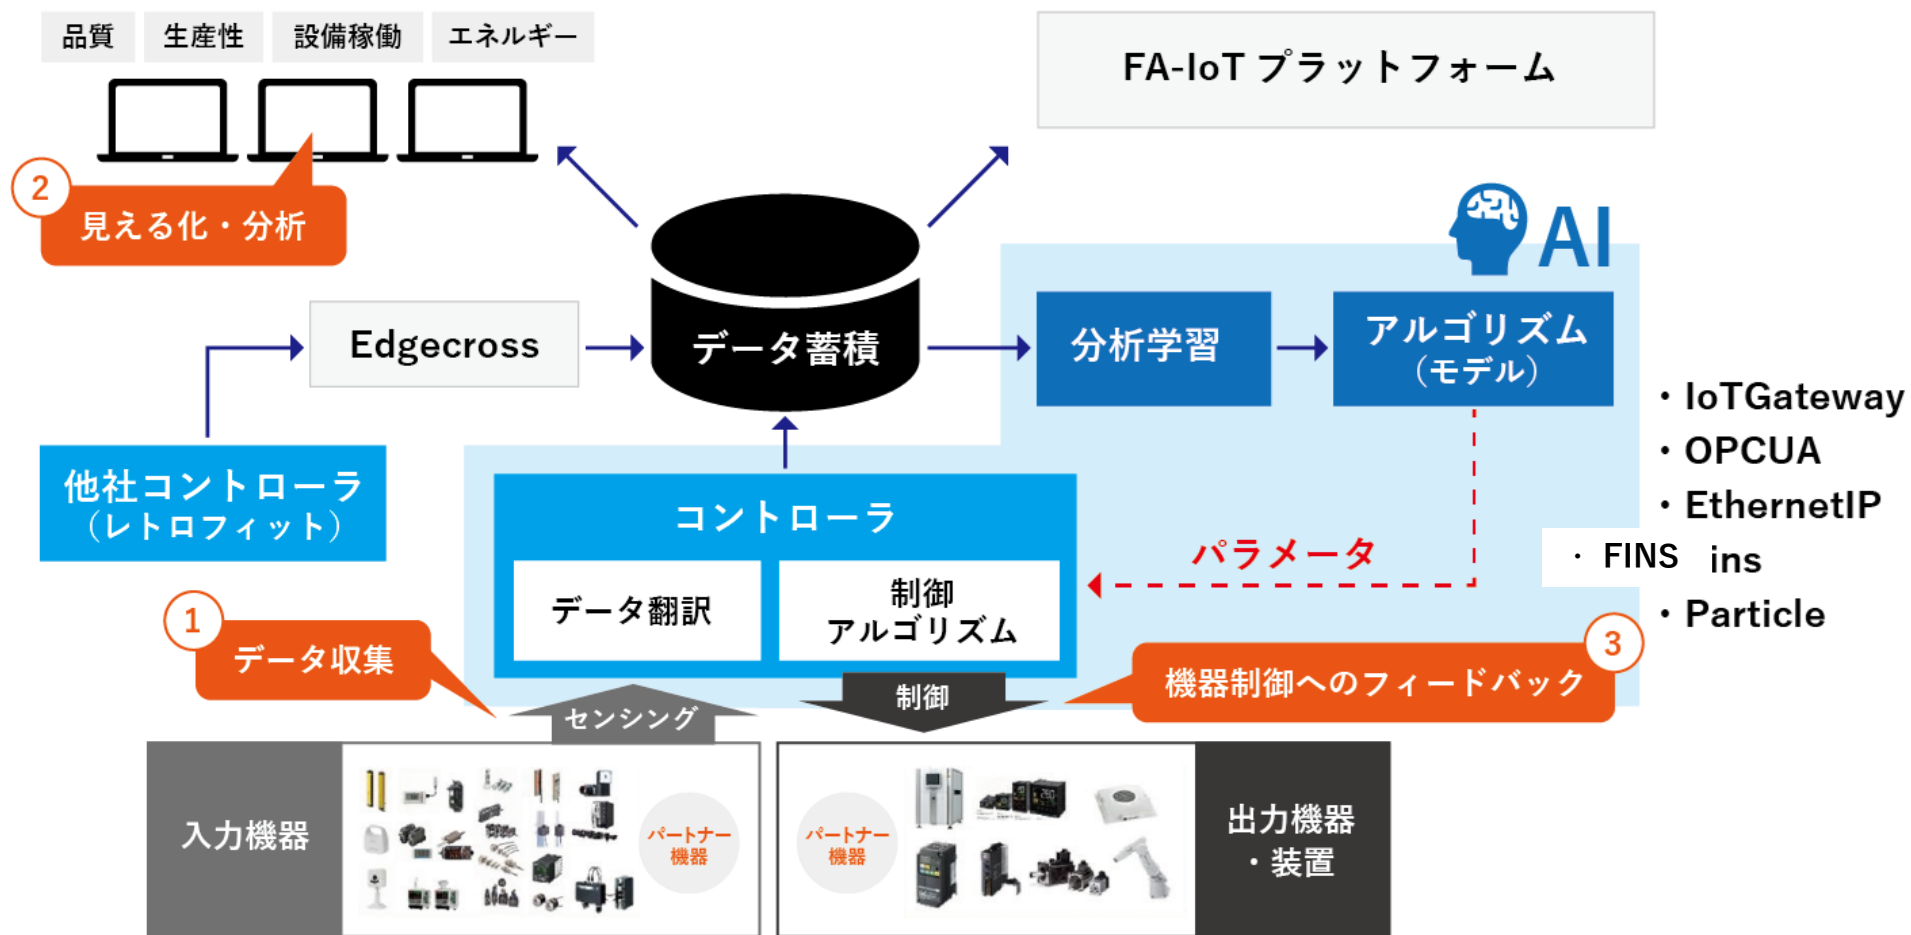 品質
生産性
設備稼働
エネルギー
FA-IoT プラットフォーム
2
見える化・分析
AI
Edgecross
データ蓄積
分析学習
アルゴリズム
（モデル）
・IoTGateway
・OPCUA
・EthernetIP
・FINS ins
・Particle
他社コントローラ
（レトロフィット）
コントローラ
データ翻訳
制御
アルゴリズム
パラメータ
1
データ収集
3
機器制御へのフィードバック
センシング
制御
入力機器
パートナー
機器
パートナー
機器
出力機器
・装置